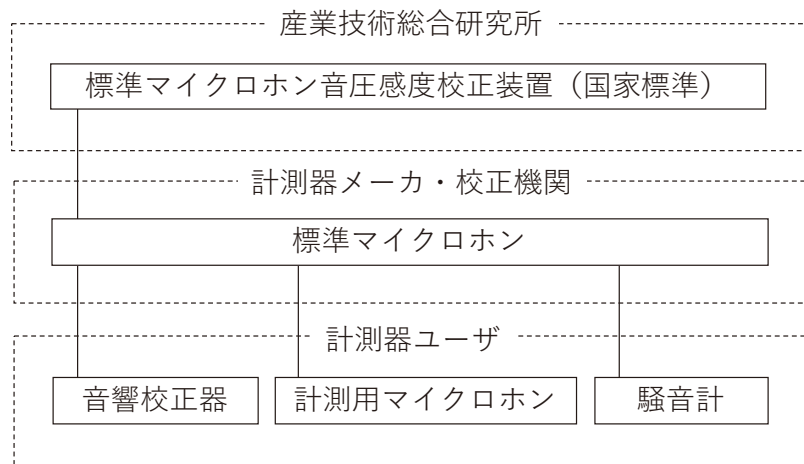 産業技術総合研究所
標準マイクロホン音圧感度校正装置（国家標準）
計測器メーカ・校正機関
標準マイクロホン
計測器ユーザ
音響校正器
計測用マイクロホン
騒音計